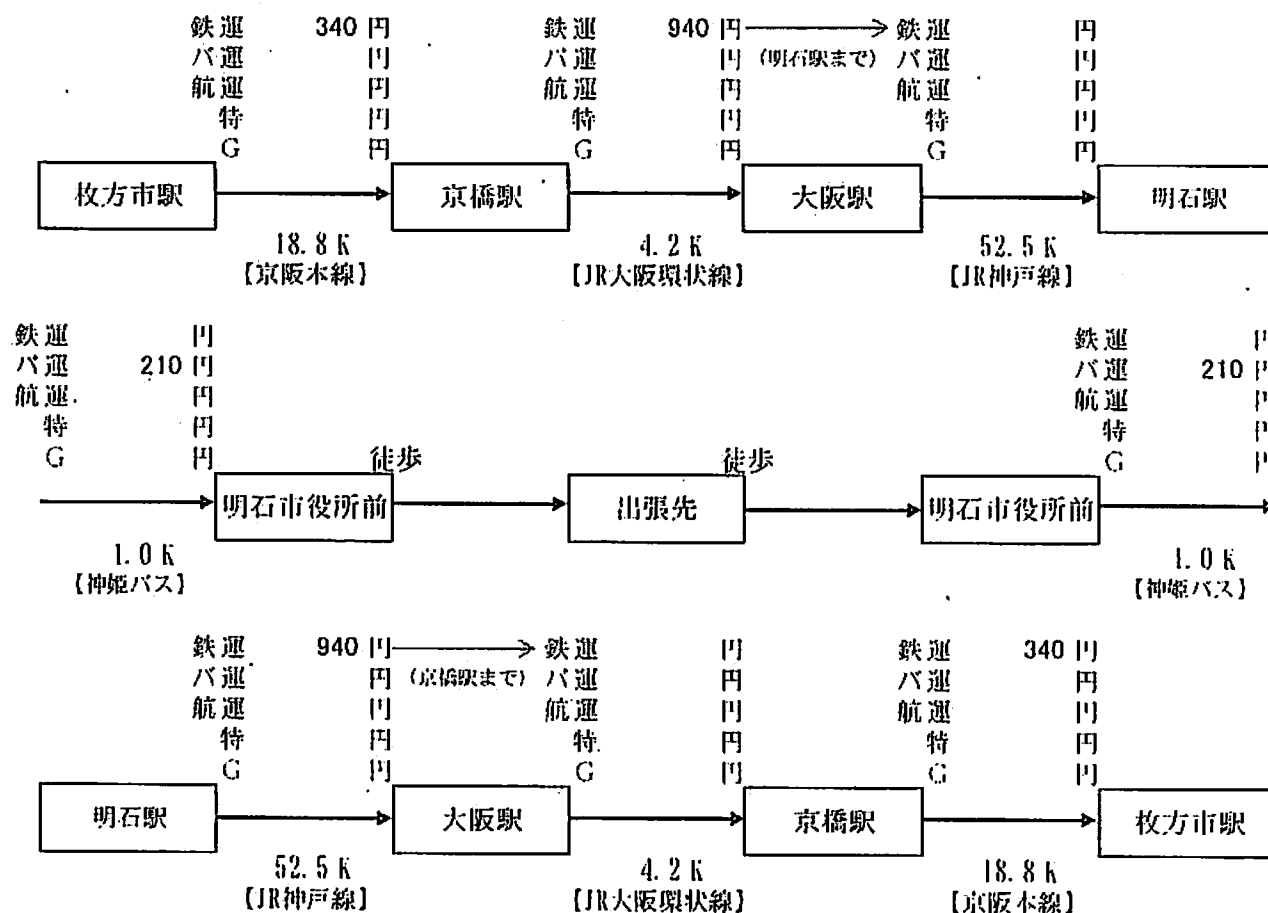 鉄運 340 円 鉄運 940 円 鉄運 円
バ運 円 バ運 円 (明石駅まで) バ運 円
航運 円 航運 円 航運 円
特 円 特 円 特 円
G 円 G 円 G 円
枚方市駅 京橋駅 大阪駅 明石駅
18.8 K 4.2 K 52.5 K
【京阪本線】 【JR大阪環状線】 【JR神戸線】
鉄運 円 鉄運 円
バ運 210 円 バ運 210 円
航運 円 航運 円
特 円 特 円
G 円 徒歩 徒歩 G 円
明石市役所前 出張先 明石市役所前
1.0 K 1.0 K
【神姫バス】 【神姫バス】
鉄運 940 円 鉄運 円 鉄運 340 円
バ運 円 (京橋駅まで) バ運 円 バ運 円
航運 円 航運 円 航運 円
特 円 特 円 特 円
G 円 G 円 G 円
明石駅 大阪駅 京橋駅 枚方市駅
52.5 K 4.2 K 18.8 K
【JR神戸線】 【JR大阪環状線】 【京阪本線】